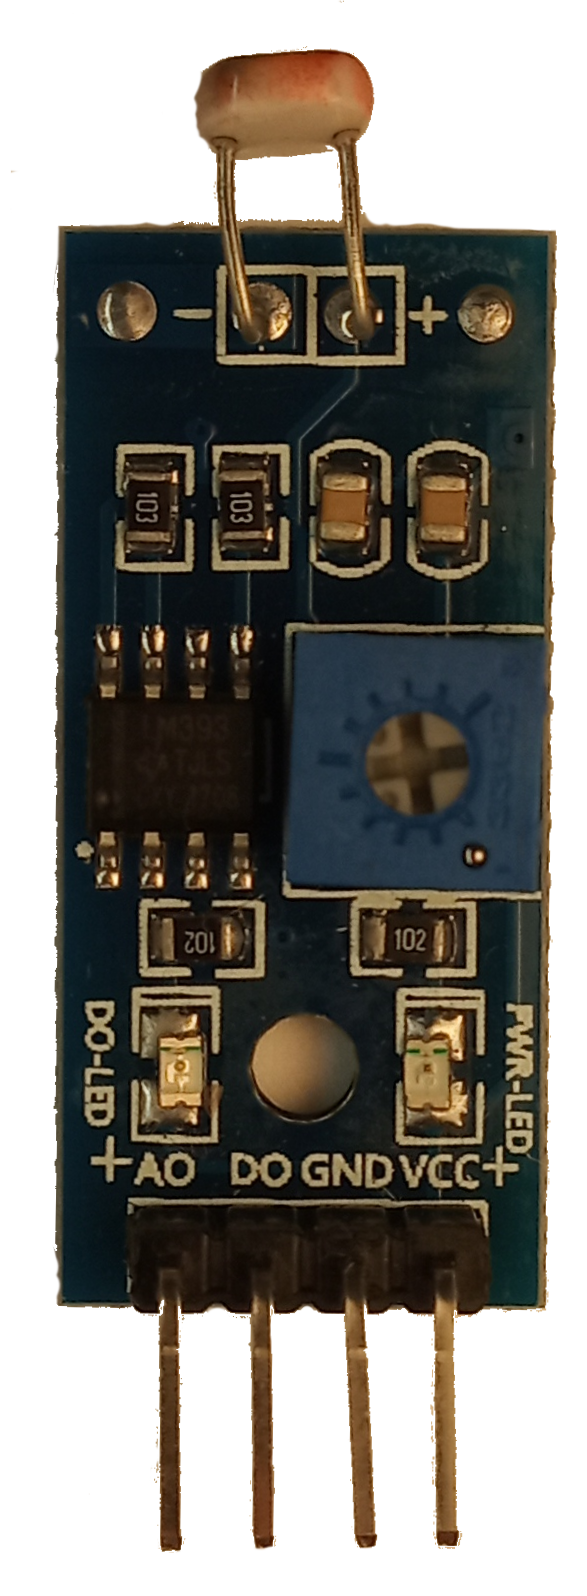 - +
103 103
LM393
102 102
DO-LED
PWR-LED
+AO DO GND VCC+